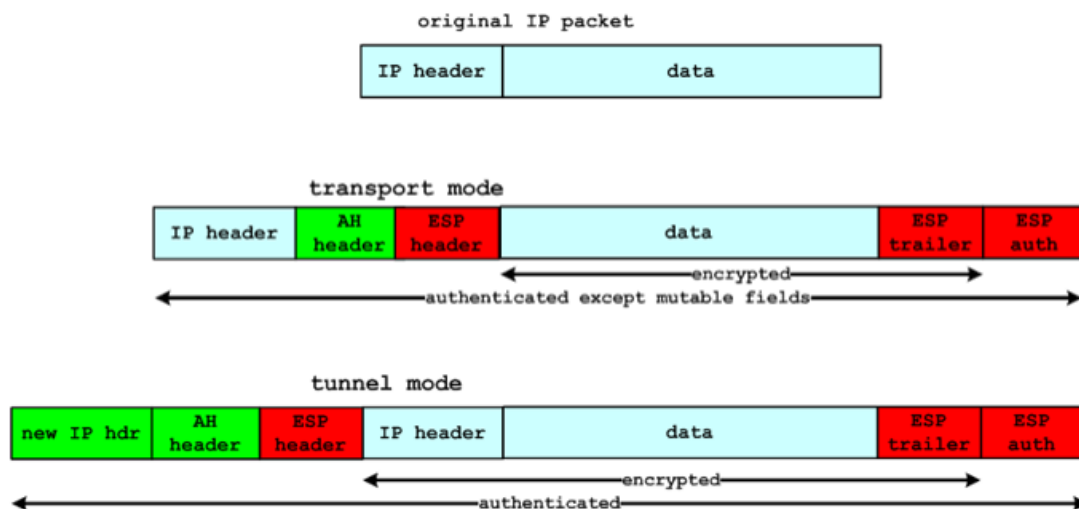 original IP packet
IP header data
transport mode
IP header AH header ESP header data ESP trailer ESP auth
encrypted
authenticated except mutable fields
tunnel mode
new IP hdr AH header ESP header IP header data ESP trailer ESP auth
encrypted
authenticated